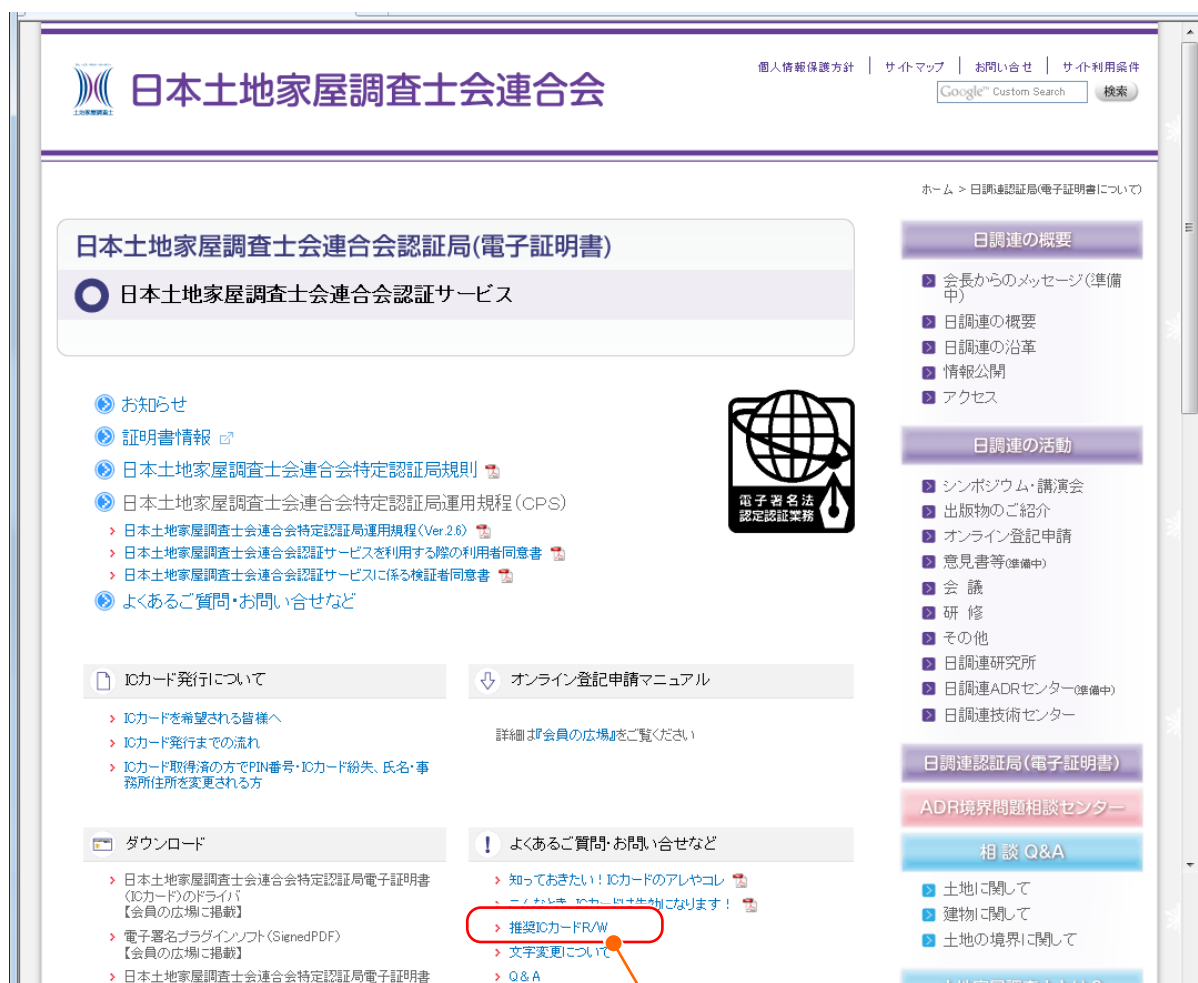 個人情報保護方針 | サイトマップ | お問い合せ | サイト利用条件
土地家屋調査士
日本土地家屋調査士会連合会
Google™ Custom Search 検索
ホーム > 日調連認証局(電子証明書について)
日本土地家屋調査士会連合会認証局(電子証明書)
日本土地家屋調査士会連合会認証サービス
お知らせ
証明書情報
日本土地家屋調査士会連合会特定認証局規則
日本土地家屋調査士会連合会特定認証局運用規程(CPS)
日本土地家屋調査士会連合会特定認証局運用規程(Ver.2.6)
日本土地家屋調査士会連合会認証サービスを利用する際の利用者同意書
日本土地家屋調査士会連合会認証サービスに係る検証者同意書
よくあるご質問・お問い合せなど
電子署名法
認定認証業務
ICカード発行について
ICカードを希望される皆様へ
ICカード発行までの流れ
ICカード取得済の方でPIN番号・ICカード紛失、氏名・事
務所住所を変更される方
オンライン登記申請マニュアル
詳細は『会員の広場』をご覧ください
ダウンロード
日本土地家屋調査士会連合会特定認証局電子証明書
(ICカード)のドライバ
【会員の広場に掲載】
電子署名プラグインソフト(SignedPDF)
【会員の広場に掲載】
日本土地家屋調査士会連合会特定認証局電子証明書
よくあるご質問・お問い合せなど
知っておきたい!ICカードのアレやコレ
こんなとき、ICカードは失効になります!
推奨ICカードR/W
文字変更について
Q&A
日調連の概要
会長からのメッセージ(準備
中)
日調連の概要
日調連の沿革
情報公開
アクセス
日調連の活動
シンポジウム・講演会
出版物のご紹介
オンライン登記申請
意見書等(準備中)
会 議
研 修
その他
日調連研究所
日調連ADRセンター(準備中)
日調連技術センター
日調連認証局(電子証明書)
ADR境界問題相談センター
相 談 Q&A
土地に関して
建物に関して
土地の境界に関して